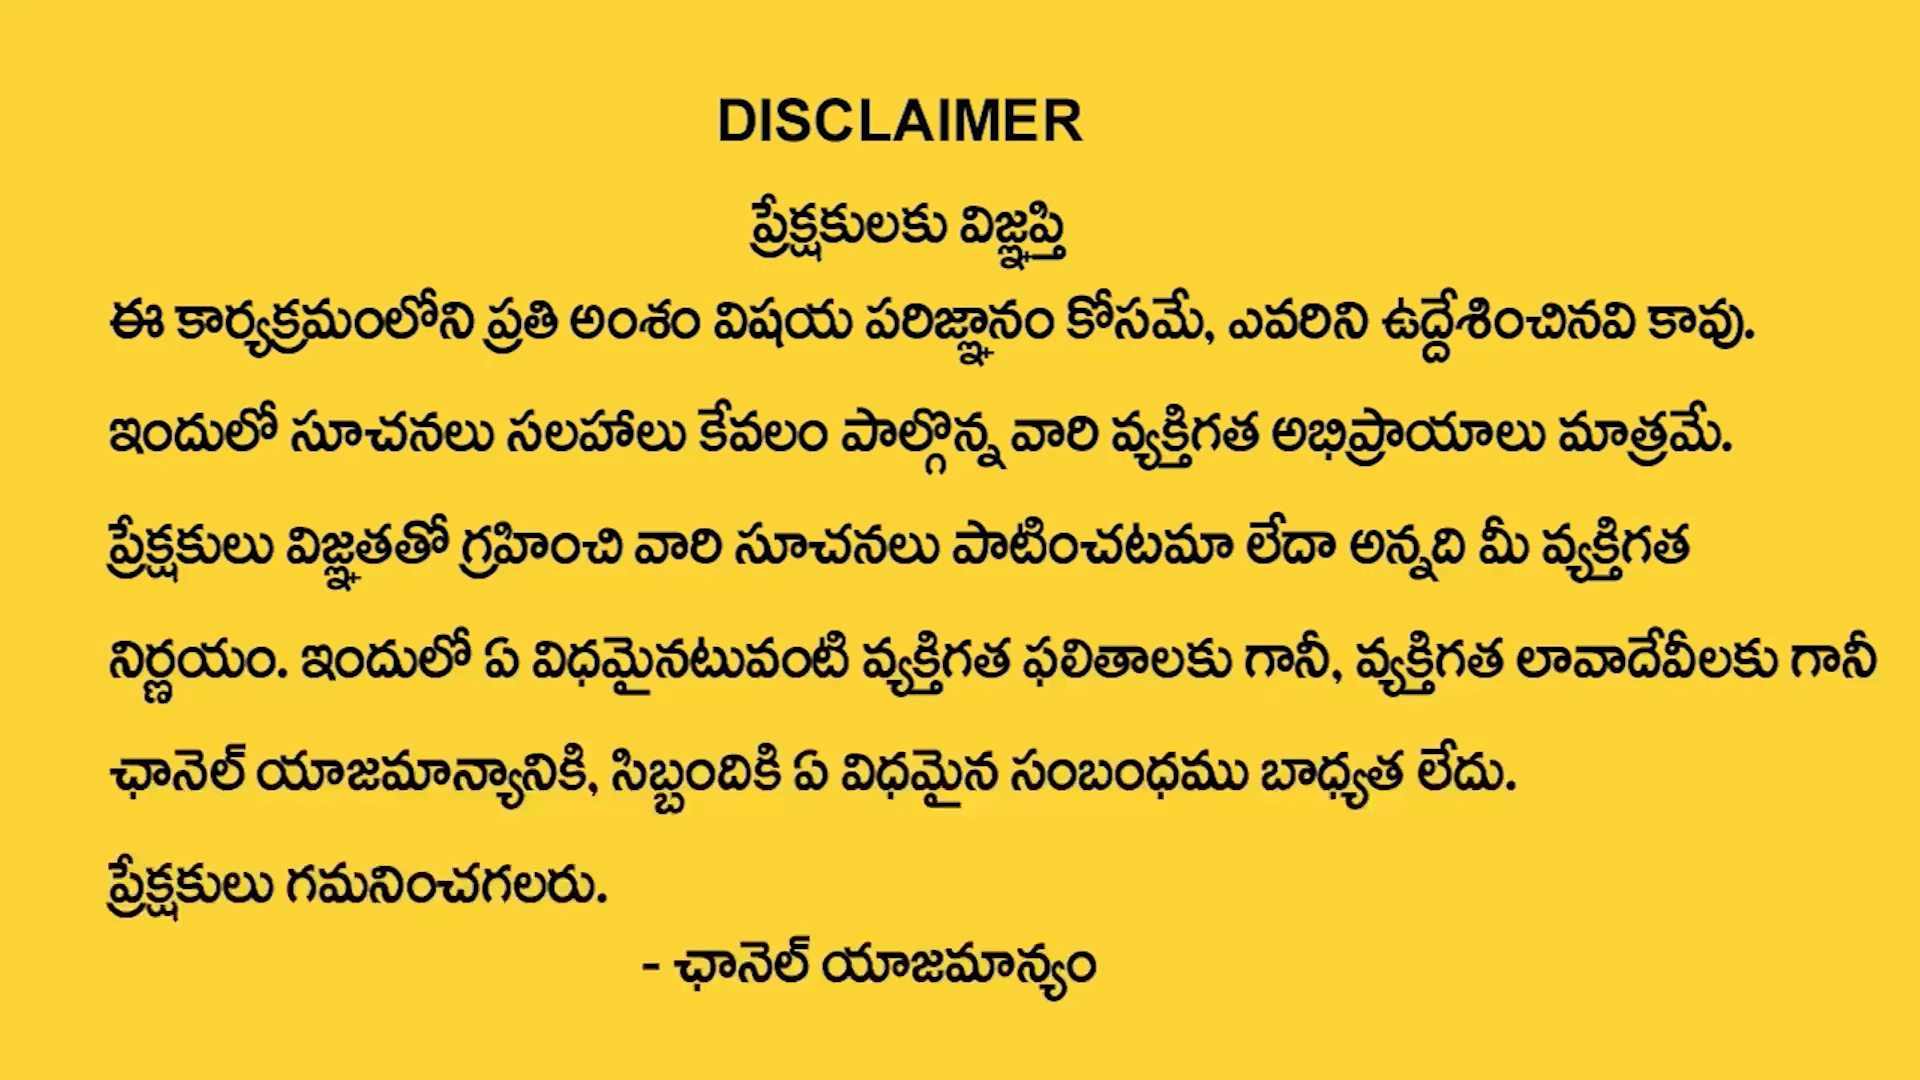 DISCLAIMER
ప్రేక్షకులకు విజ్ఞప్తి
ఈ కార్యక్రమంలోని ప్రతి అంశం విషయ పరిజ్ఞానం కోసమే, ఎవరిని ఉద్దేశించినవి కావు.
ఇందులో సూచనలు సలహాలు కేవలం పాల్గొన్న వారి వ్యక్తిగత అభిప్రాయాలు మాత్రమే.
ప్రేక్షకులు విజ్ఞతతో గ్రహించి వారి సూచనలు పాటించటమా లేదా అన్నది మీ వ్యక్తిగత
నిర్ణయం. ఇందులో ఏ విధమైనటువంటి వ్యక్తిగత ఫలితాలకు గానీ, వ్యక్తిగత లావాదేవీలకు గానీ
ఛానెల్ యాజమాన్యానికి, సిబ్బందికి ఏ విధమైన సంబంధము బాధ్యత లేదు.
ప్రేక్షకులు గమనించగలరు.
- ఛానెల్ యాజమాన్యం